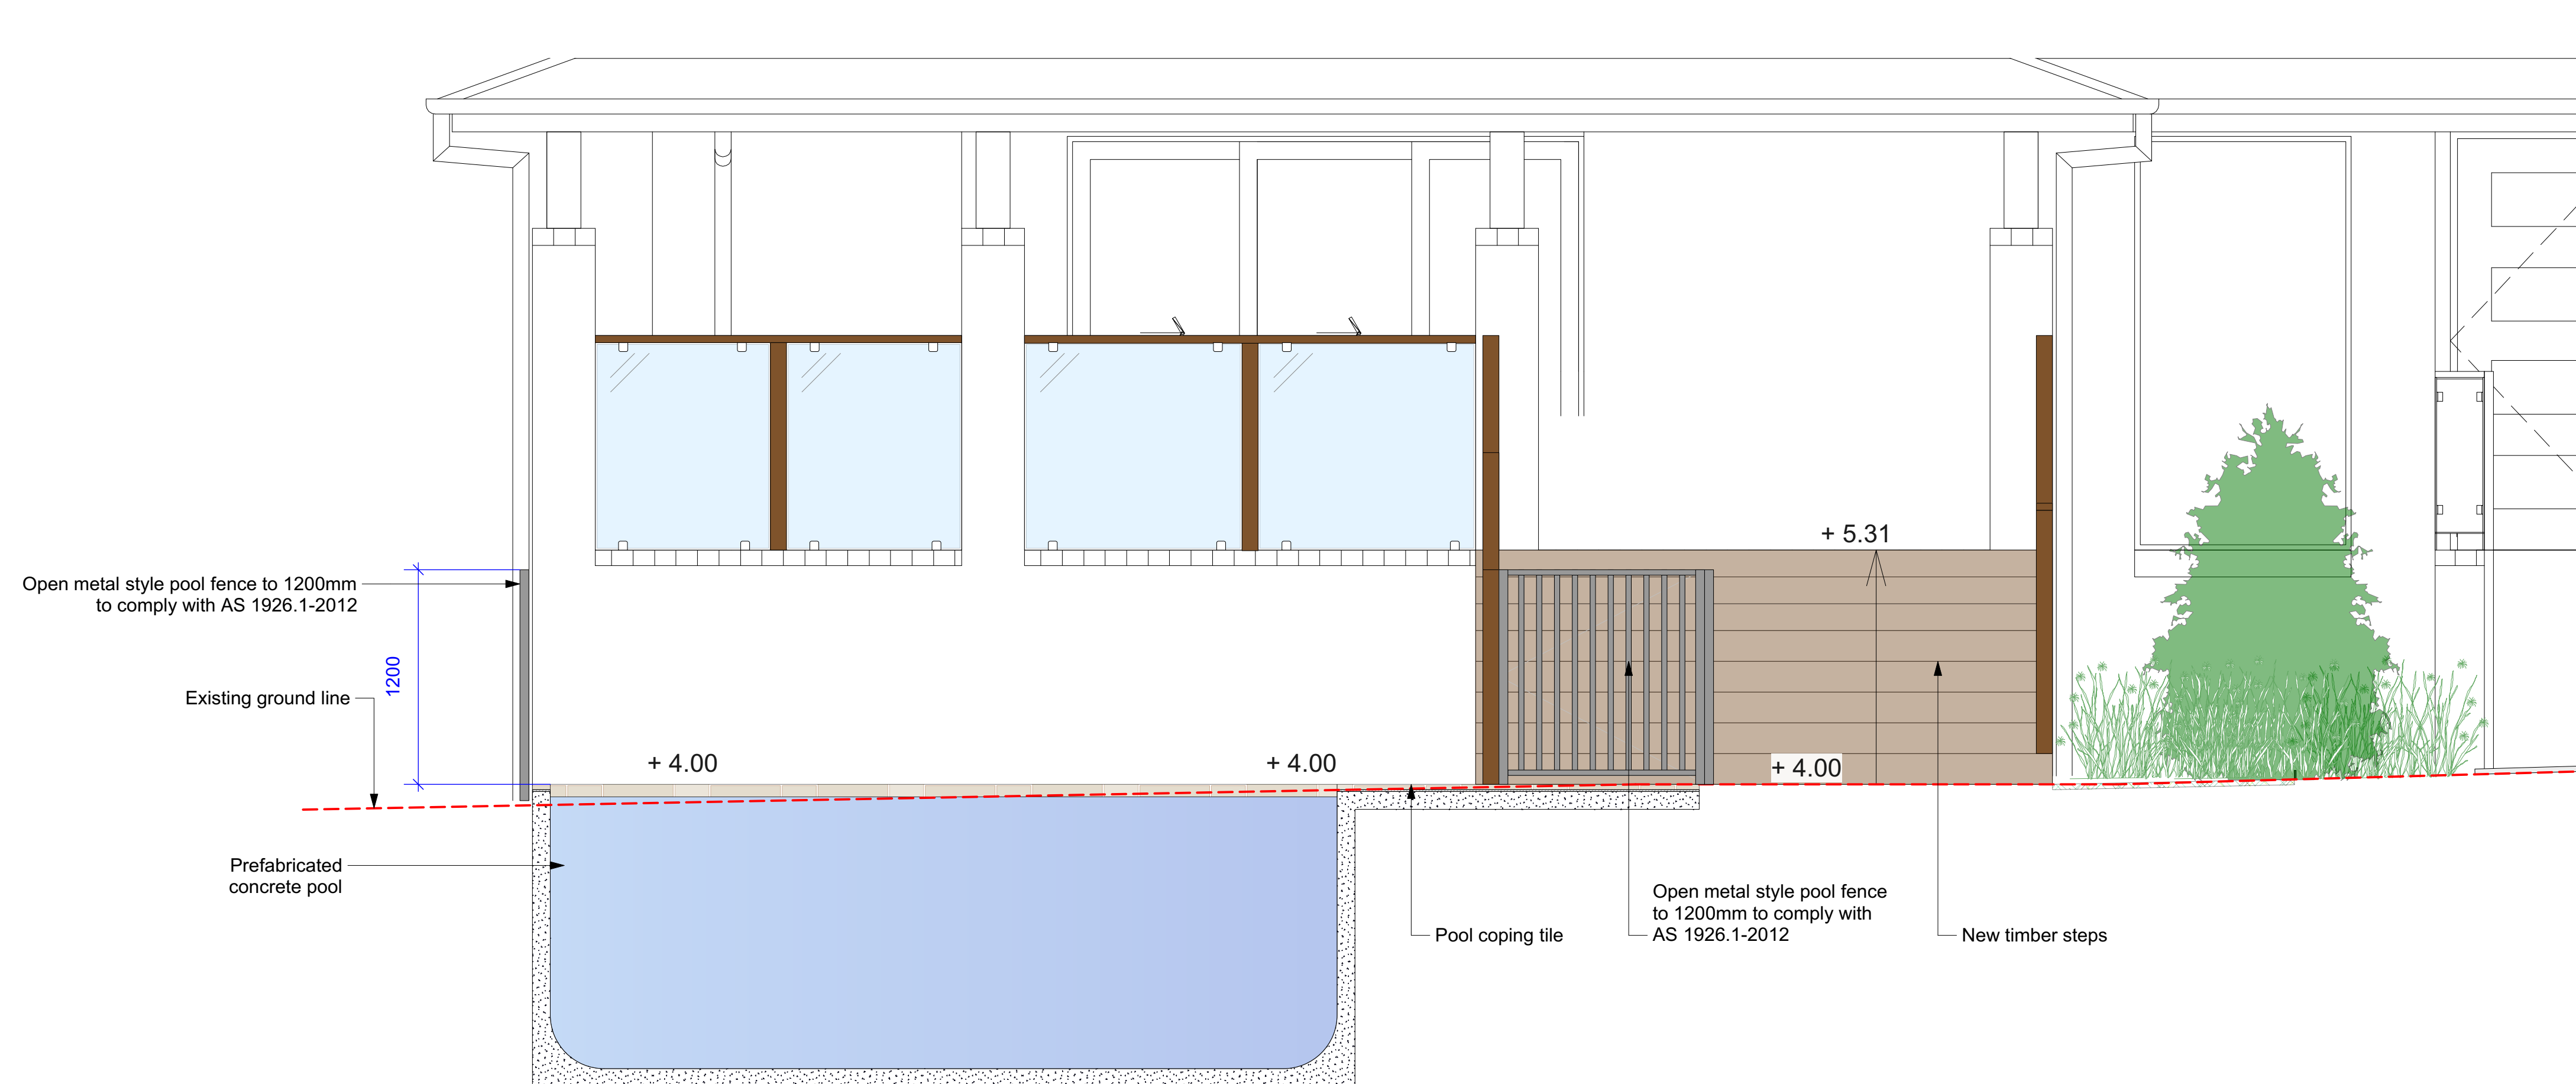 + 5.31
Open metal style pool fence to 1200mm
to comply with AS 1926.1-2012
1200
Existing ground line
+ 4.00
+ 4.00
+ 4.00
Prefabricated
concrete pool
Pool coping tile
Open metal style pool fence
to 1200mm to comply with
AS 1926.1-2012
New timber steps